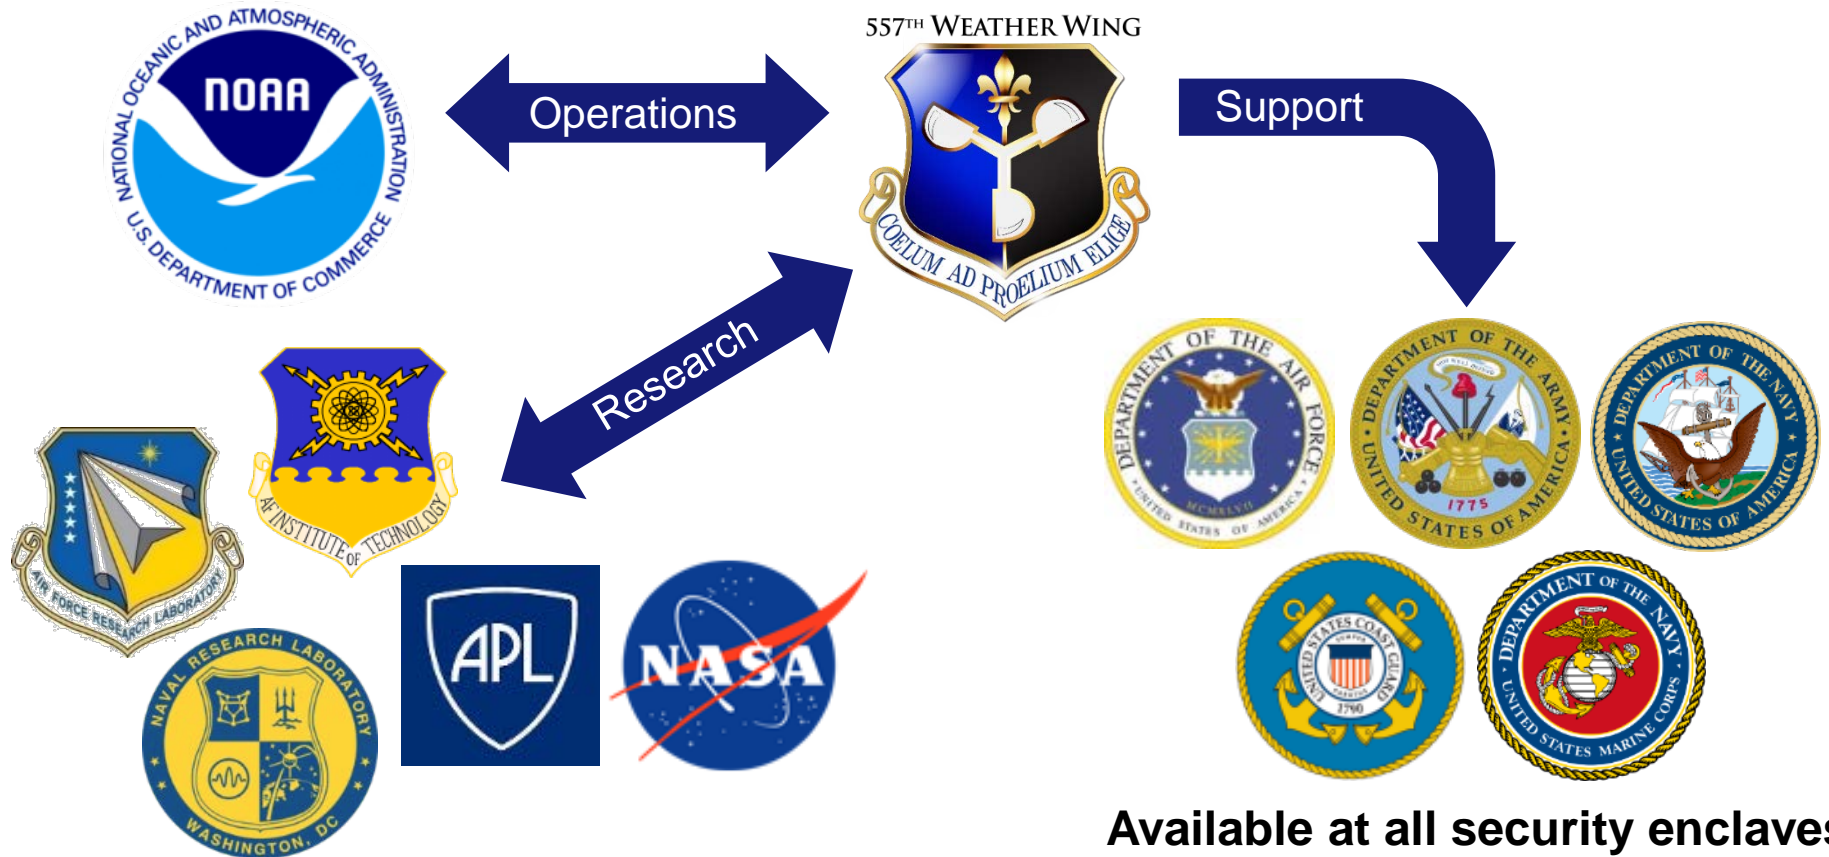 557TH WEATHER WING
NATIONAL OCEANIC AND ATMOSPHERIC ADMINISTRATION
NOAA
U.S. DEPARTMENT OF COMMERCE
Operations
Support
COELUM AD PROELIUM ELIGE
Research
AF INSTITUTE OF TECHNOLOGY
AIR FORCE RESEARCH LABORATORY
NAVAL RESEARCH LABORATORY
WASHINGTON, DC
APL
NASA
DEPARTMENT OF THE AIR FORCE
MCMXLVII
UNITED STATES OF AMERICA
DEPARTMENT OF THE ARMY
1775
UNITED STATES OF AMERICA
DEPARTMENT OF THE NAVY
UNITED STATES OF AMERICA
UNITED STATES COAST GUARD
1790
DEPARTMENT OF THE NAVY
UNITED STATES MARINE CORPS
Available at all security enclaves